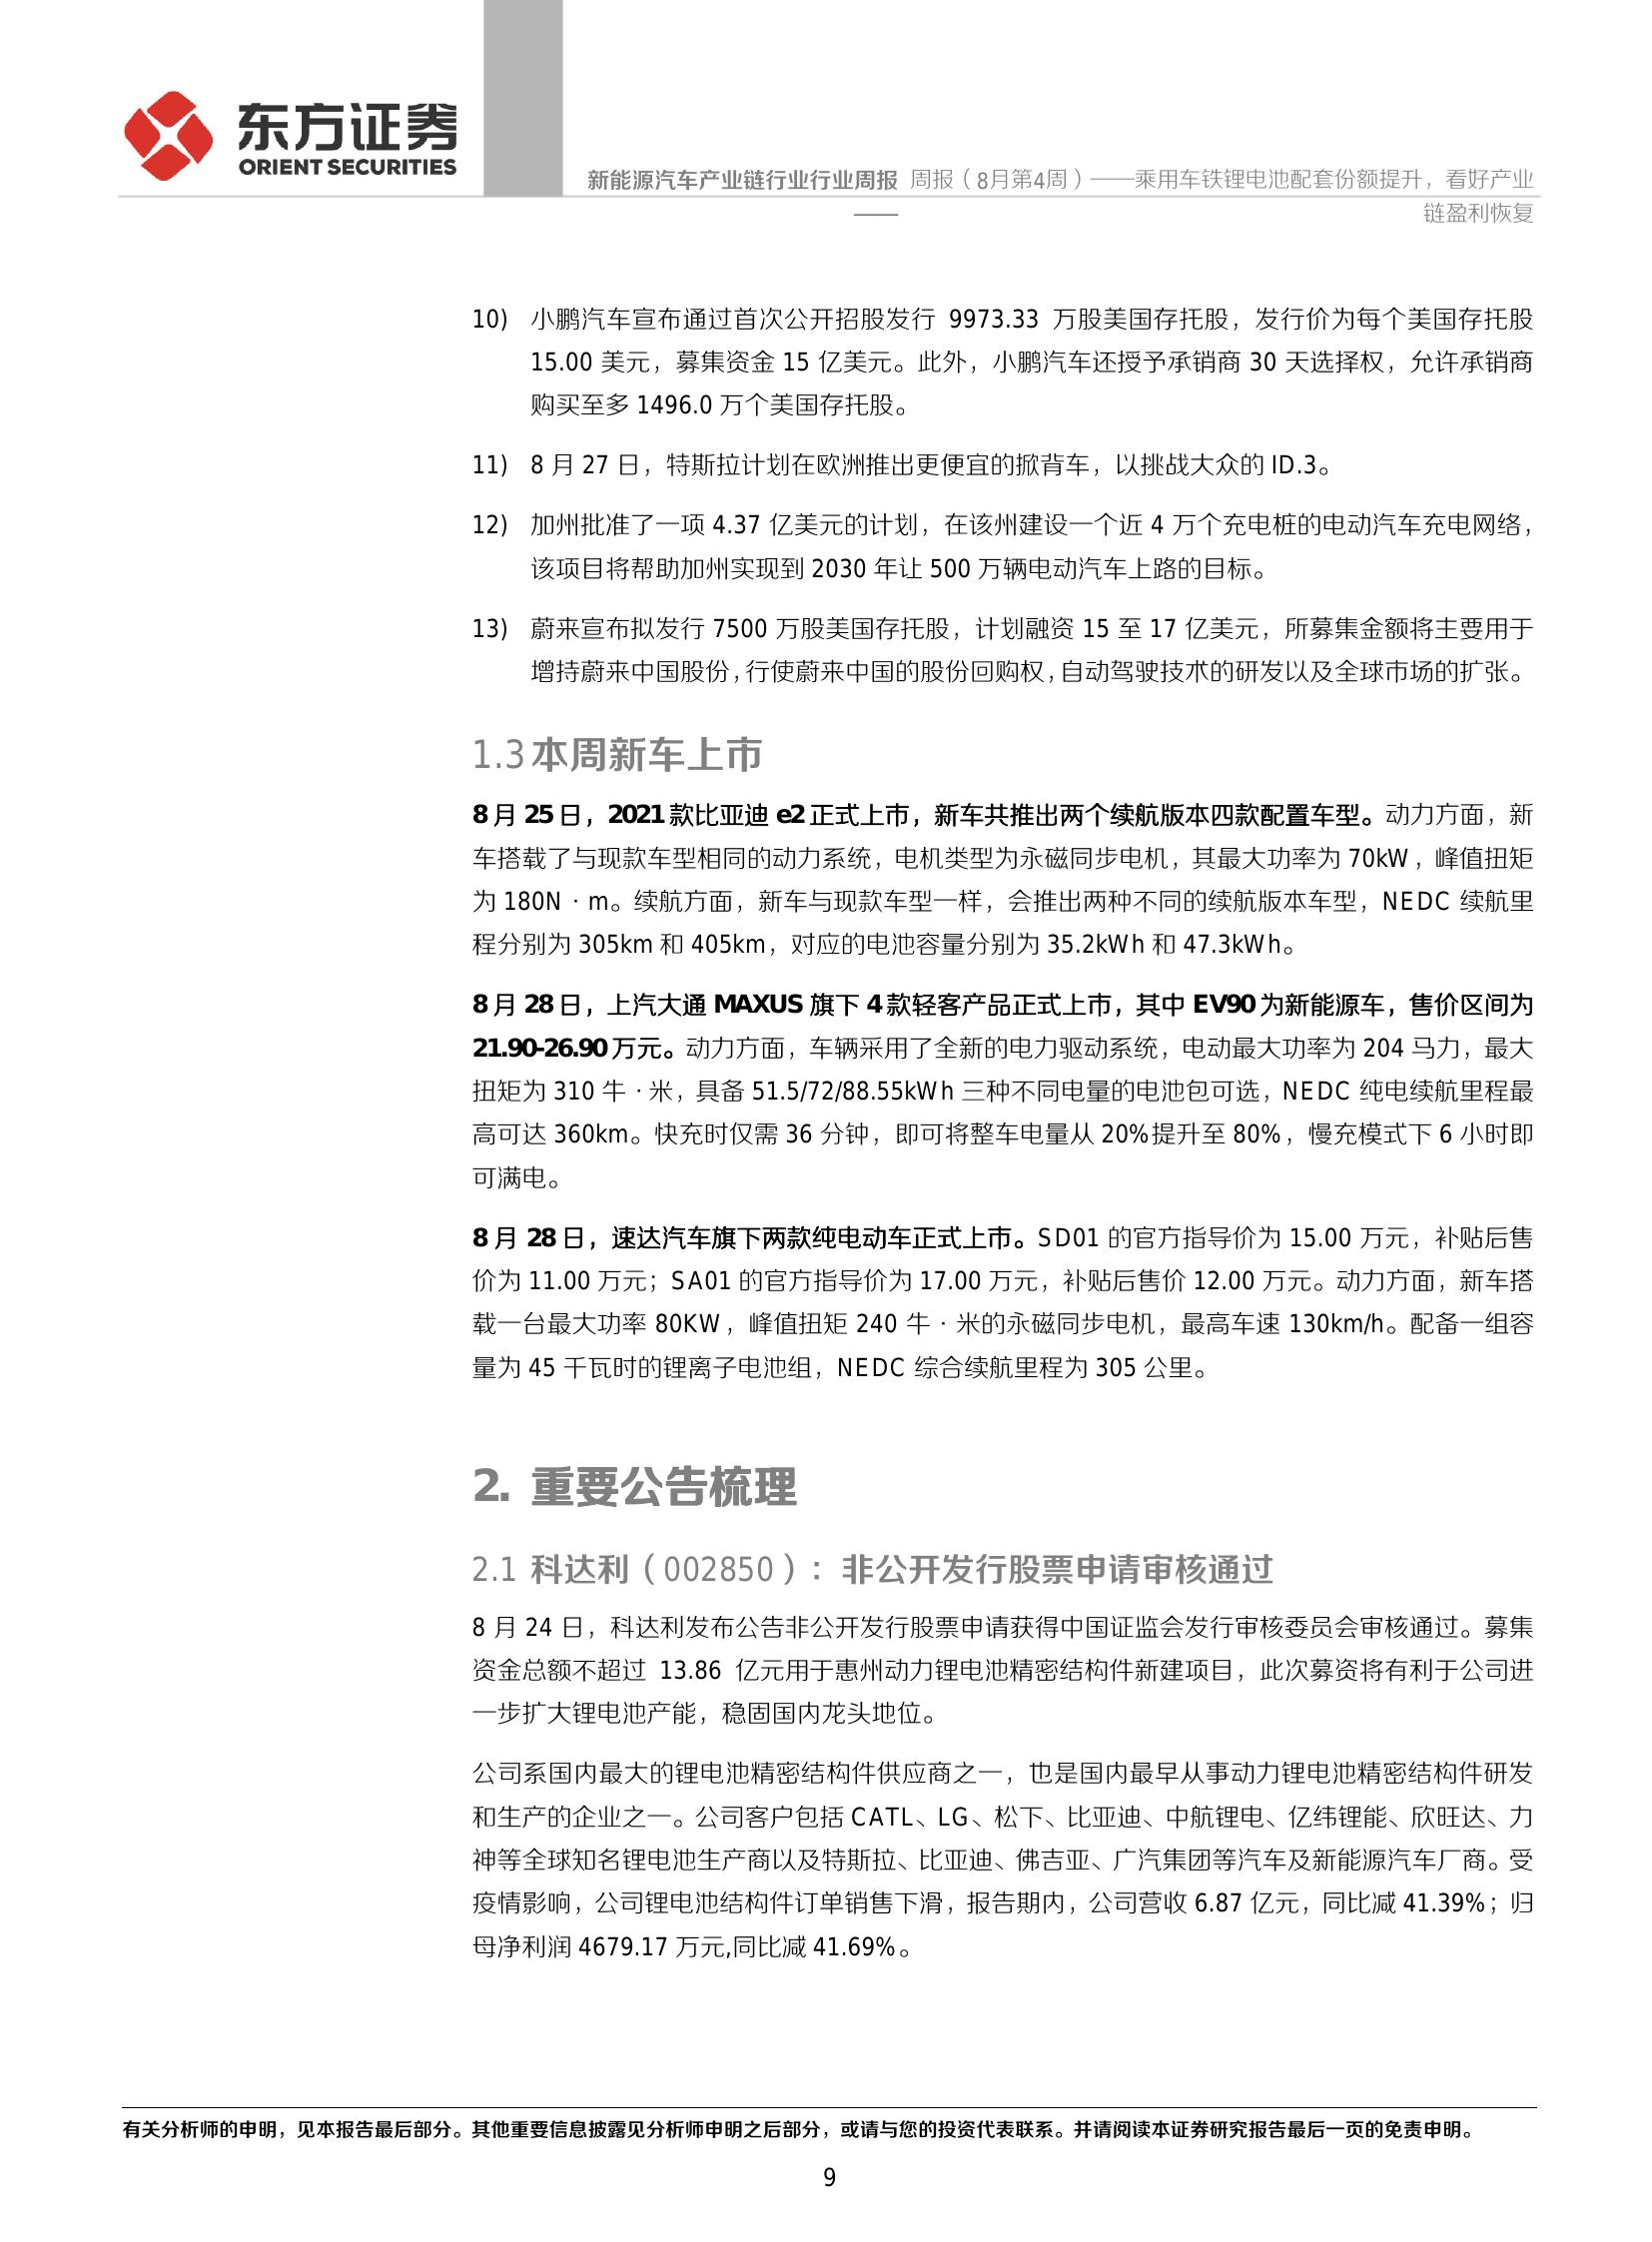 东方证券
ORIENT SECURITIES
新能源汽车产业链行业行业周报 周报（8月第4周）——乘用车铁锂电池配套份额提升，看好产业
——
链盈利恢复
10) 小鹏汽车宣布通过首次公开招股发行 9973.33 万股美国存托股，发行价为每个美国存托股
15.00 美元，募集资金 15 亿美元。此外，小鹏汽车还授予承销商 30 天选择权，允许承销商
购买至多 1496.0 万个美国存托股。
11) 8 月 27 日，特斯拉计划在欧洲推出更便宜的掀背车，以挑战大众的 ID.3。
12) 加州批准了一项 4.37 亿美元的计划，在该州建设一个近 4 万个充电桩的电动汽车充电网络，
该项目将帮助加州实现到 2030 年让 500 万辆电动汽车上路的目标。
13) 蔚来宣布拟发行 7500 万股美国存托股，计划融资 15 至 17 亿美元，所募集金额将主要用于
增持蔚来中国股份，行使蔚来中国的股份回购权，自动驾驶技术的研发以及全球市场的扩张。
1.3 本周新车上市
8 月 25 日，2021 款比亚迪 e2 正式上市，新车共推出两个续航版本四款配置车型。动力方面，新
车搭载了与现款车型相同的动力系统，电机类型为永磁同步电机，其最大功率为 70kW，峰值扭矩
为 180N · m。续航方面，新车与现款车型一样，会推出两种不同的续航版本车型，NEDC 续航里
程分别为 305km 和 405km，对应的电池容量分别为 35.2kWh 和 47.3kWh。
8 月 28 日，上汽大通 MAXUS 旗下 4 款轻客产品正式上市，其中 EV90 为新能源车，售价区间为
21.90-26.90 万元。动力方面，车辆采用了全新的电力驱动系统，电动最大功率为 204 马力，最大
扭矩为 310 牛 · 米，具备 51.5/72/88.55kWh 三种不同电量的电池包可选，NEDC 纯电续航里程最
高可达 360km。快充时仅需 36 分钟，即可将整车电量从 20%提升至 80%，慢充模式下 6 小时即
可满电。
8 月 28 日，速达汽车旗下两款纯电动车正式上市。SD01 的官方指导价为 15.00 万元，补贴后售
价为 11.00 万元；SA01 的官方指导价为 17.00 万元，补贴后售价 12.00 万元。动力方面，新车搭
载一台最大功率 80KW，峰值扭矩 240 牛 · 米的永磁同步电机，最高车速 130km/h。配备一组容
量为 45 千瓦时的锂离子电池组，NEDC 综合续航里程为 305 公里。
2. 重要公告梳理
2.1 科达利（002850）：非公开发行股票申请审核通过
8 月 24 日，科达利发布公告非公开发行股票申请获得中国证监会发行审核委员会审核通过。募集
资金总额不超过 13.86 亿元用于惠州动力锂电池精密结构件新建项目，此次募资将有利于公司进
一步扩大锂电池产能，稳固国内龙头地位。
公司系国内最大的锂电池精密结构件供应商之一，也是国内最早从事动力锂电池精密结构件研发
和生产的企业之一。公司客户包括 CATL、LG、松下、比亚迪、中航锂电、亿纬锂能、欣旺达、力
神等全球知名锂电池生产商以及特斯拉、比亚迪、佛吉亚、广汽集团等汽车及新能源汽车厂商。受
疫情影响，公司锂电池结构件订单销售下滑，报告期内，公司营收 6.87 亿元，同比减 41.39%；归
母净利润 4679.17 万元,同比减 41.69%。
有关分析师的申明，见本报告最后部分。其他重要信息披露见分析师申明之后部分，或请与您的投资代表联系。并请阅读本证券研究报告最后一页的免责申明。
9